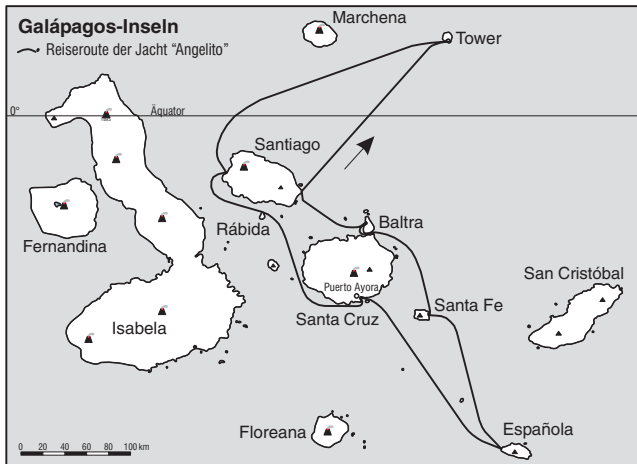 Galápagos-Inseln
Reiseroute der Jacht "Angelito"
Marchena
Tower
0°
Äquator
Santiago
Fernandina
Rábida
Baltra
San Cristóbal
Puerto Ayora
Santa Fe
Isabela
Santa Cruz
Floreana
Española
0 20 40 60 80 100 km